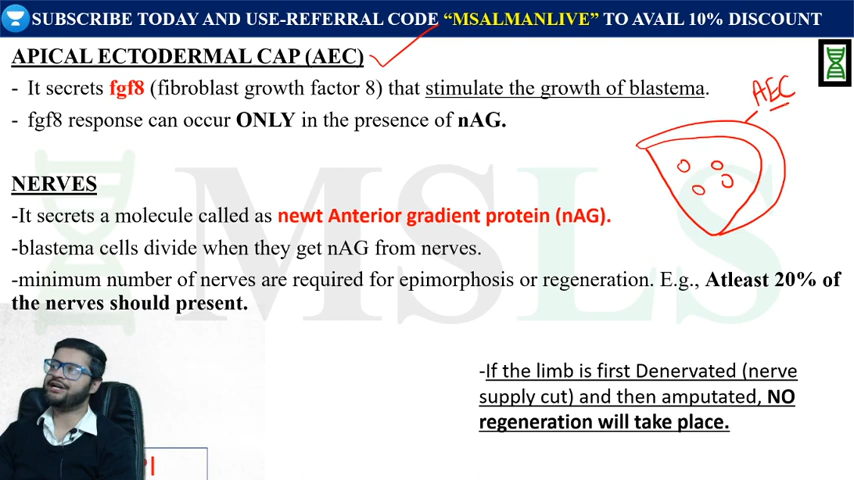 SUBSCRIBE TODAY AND USE-REFERRAL CODE “MSALMANLIVE” TO AVAIL 10% DISCOUNT
APICAL ECTODERMAL CAP (AEC)
- It secrets fgf8 (fibroblast growth factor 8) that stimulate the growth of blastema.
- fgf8 response can occur ONLY in the presence of nAG.
AEC
NERVES
-It secrets a molecule called as newt Anterior gradient protein (nAG).
-blastema cells divide when they get nAG from nerves.
-minimum number of nerves are required for epimorphosis or regeneration. E.g., Atleast 20% of
the nerves should present.
MSLS
-If the limb is first Denervated (nerve
supply cut) and then amputated, NO
regeneration will take place.